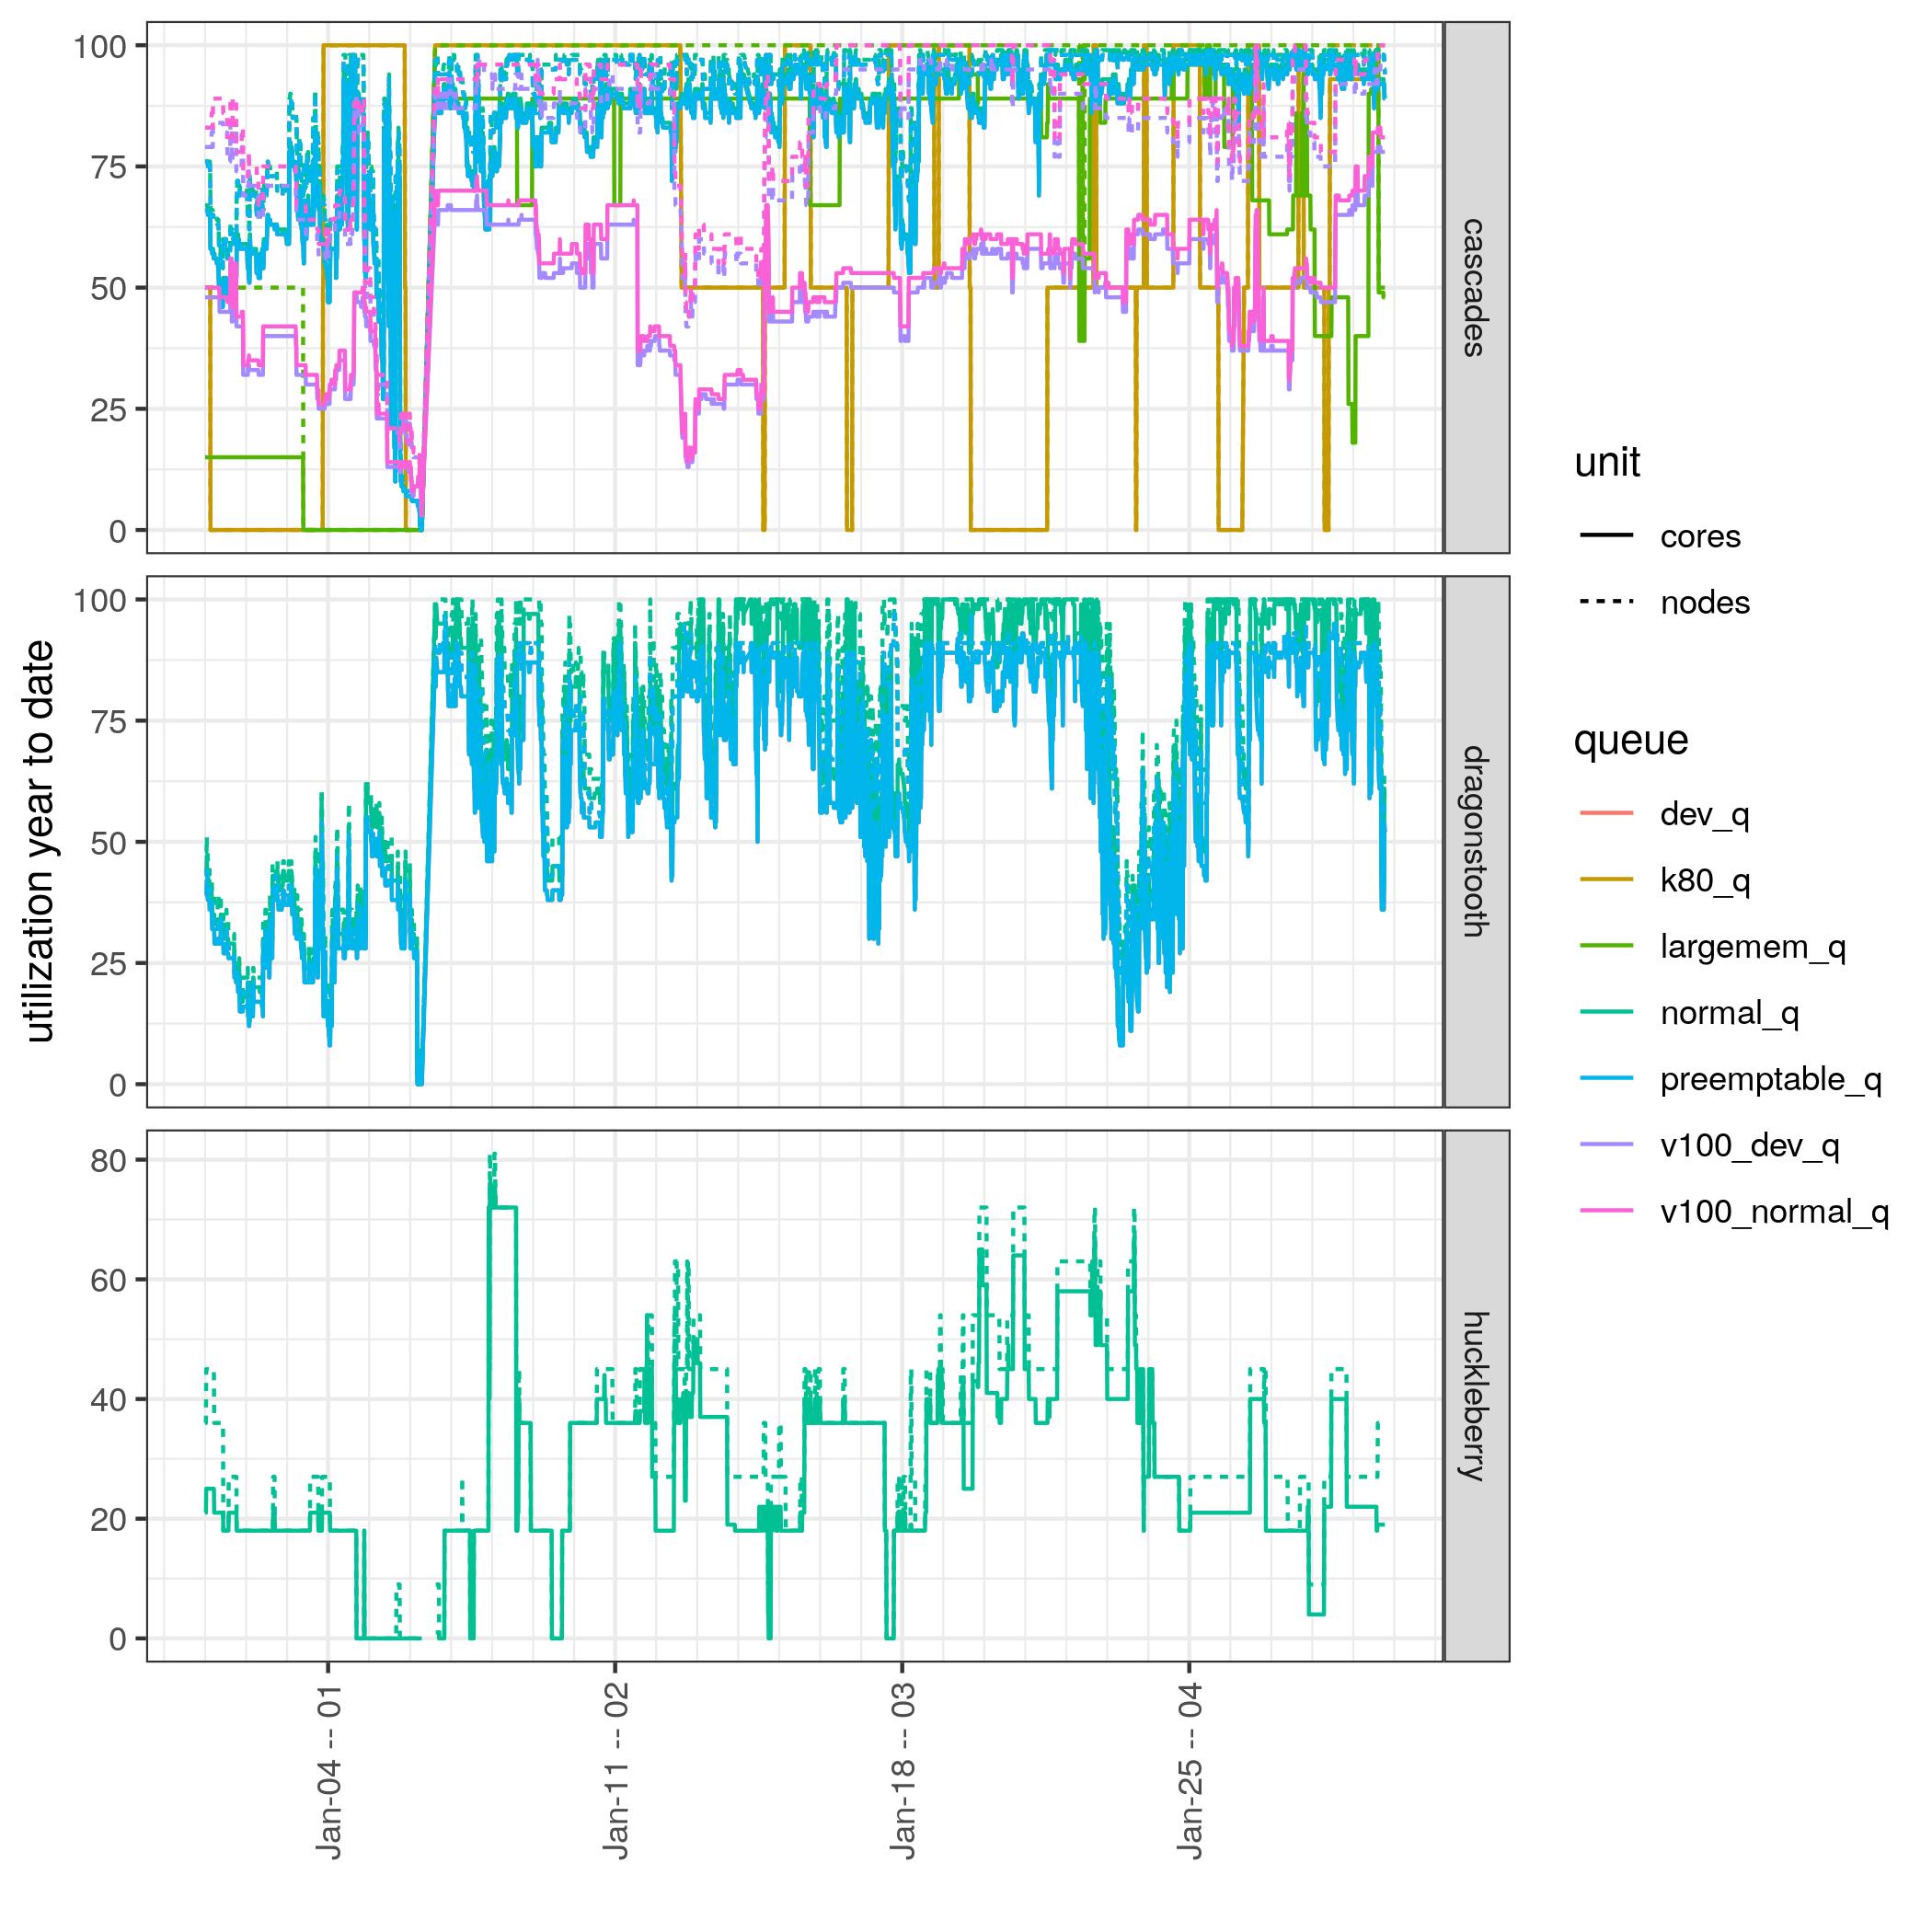 utilization year to date
100
75
50
25
0
cascades
100
75
50
25
0
dragonstooth
80
60
40
20
0
huckleberry
Jan-04 -- 01
Jan-11 -- 02
Jan-18 -- 03
Jan-25 -- 04
unit
cores
nodes
queue
dev_q
k80_q
largemem_q
normal_q
preemptable_q
v100_dev_q
v100_normal_q